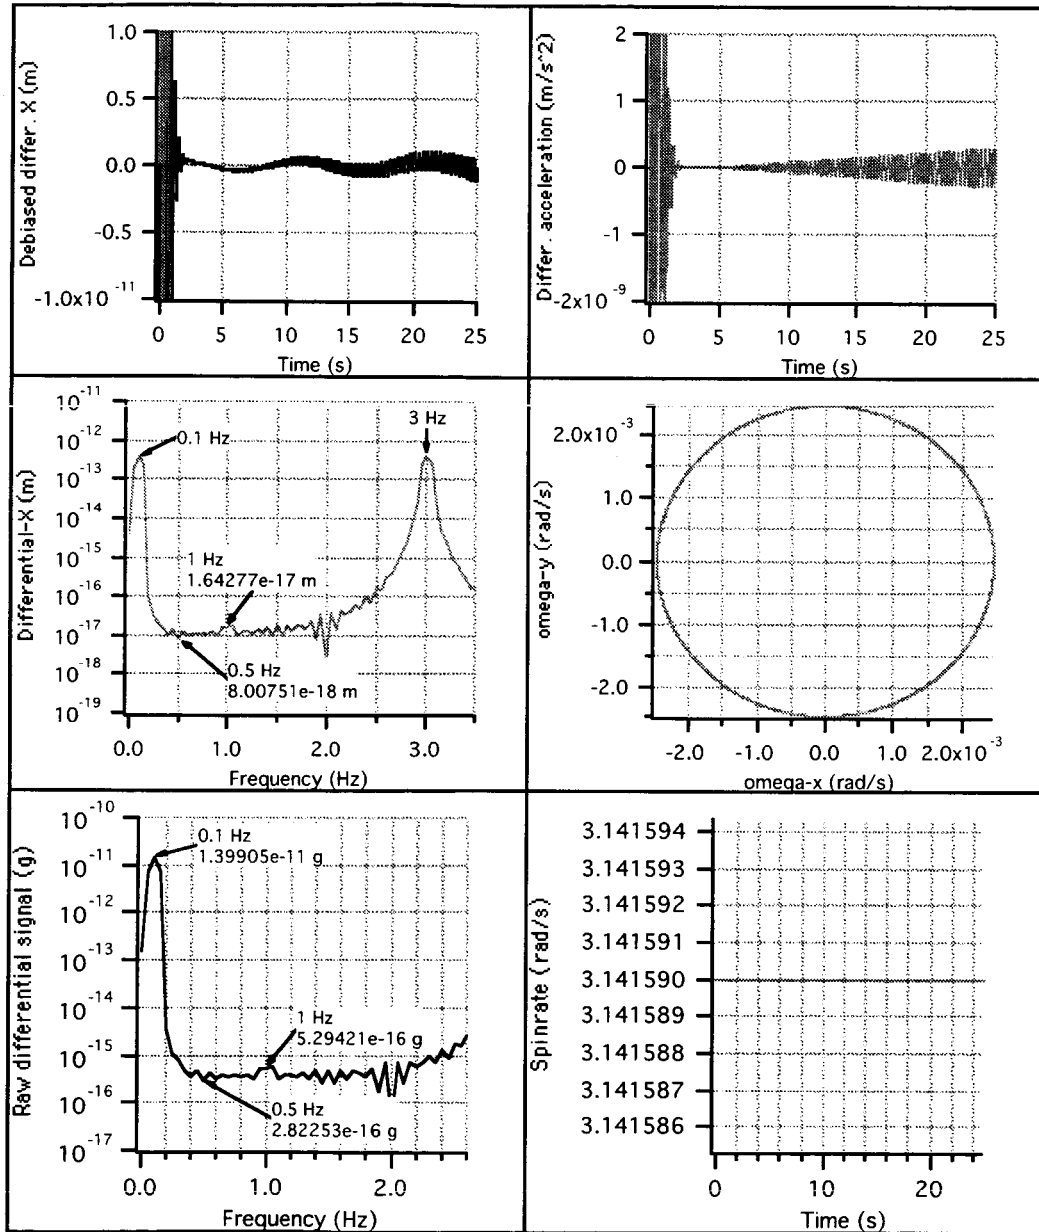 Debiased differ. X (m)
1.0
0.5
0.0
-0.5
-1.0x10 -11
0 5 10 15 20 25
Time (s)
Differ. acceleration (m/s^2)
2
1
0
-1
-2x10 -9
0 5 10 15 20 25
Time (s)
Differential-X (m)
10 -11
10 -12
10 -13
10 -14
10 -15
10 -16
10 -17
10 -18
10 -19
0.1 Hz
3 Hz
1 Hz
1.64277e-17 m
0.5 Hz
8.00751e-18 m
0.0 1.0 2.0 3.0
Frequency (Hz)
omega-y (rad/s)
2.0x10 -3
1.0
0.0
-1.0
-2.0
-2.0 -1.0 0.0 1.0 2.0x10 -3
omega-x (rad/s)
Raw differential signal (g)
10 -10
10 -11
10 -12
10 -13
10 -14
10 -15
10 -16
10 -17
0.1 Hz
1.39905e-11 g
1 Hz
5.29421e-16 g
0.5 Hz
2.82253e-16 g
0.0 1.0 2.0
Frequency (Hz)
Spinrate (rad/s)
3.141594
3.141593
3.141592
3.141591
3.141590
3.141589
3.141588
3.141587
3.141586
0 10 20
Time (s)